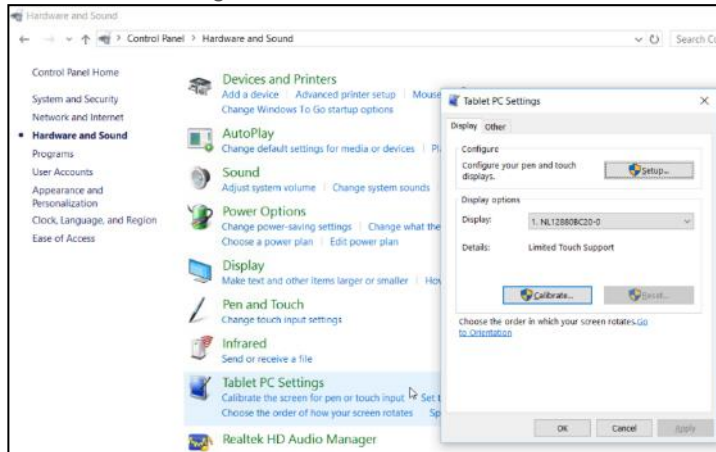 Hardware and Sound
Control Panel > Hardware and Sound
Search Co
Control Panel Home
System and Security
Network and Internet
Hardware and Sound
Programs
User Accounts
Appearance and
Personalization
Clock, Language, and Region
Ease of Access
Devices and Printers
Add a device
Advanced printer setup
Mouse
Change Windows To Go startup options
AutoPlay
Change default settings for media or devices
Pl
Sound
Adjust system volume
Change system sounds
Power Options
Change power-saving settings
Change what the
Choose a power plan
Edit power plan
Display
Make text and other items larger or smaller
How
Pen and Touch
Change touch input settings
Infrared
Send or receive a file
Tablet PC Settings
Calibrate the screen for pen or touch input
Set t
Choose the order of how your screen rotates
Sp
Realtek HD Audio Manager
Tablet PC Settings
Display
Other
Configure
Configure your pen and touch
displays.
Setup...
Display options
Display:
1. NL12880BC20-0
Details:
Limited Touch Support
Calibrate...
Reset...
Choose the order in which your screen rotates.Go
to Orientation
OK
Cancel
Apply